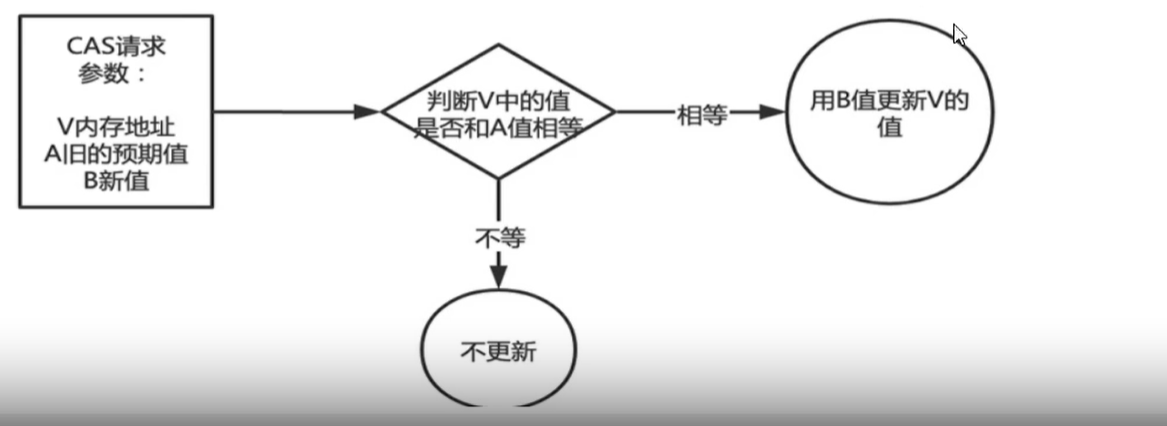 CAS请求
参数：
V内存地址
A旧的预期值
B新值
判断V中的值
是否和A值相等
相等
用B值更新V的
值
不等
不更新